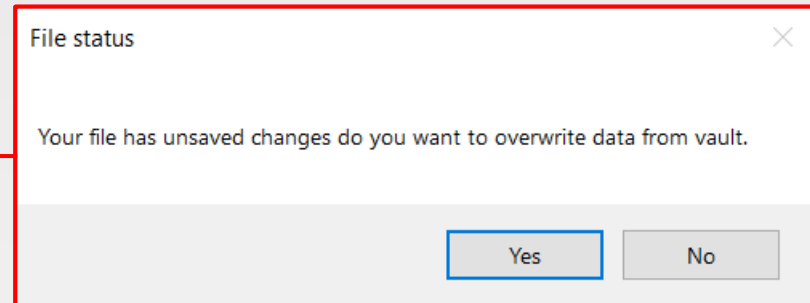 File status
Your file has unsaved changes do you want to overwrite data from vault.
Yes
No